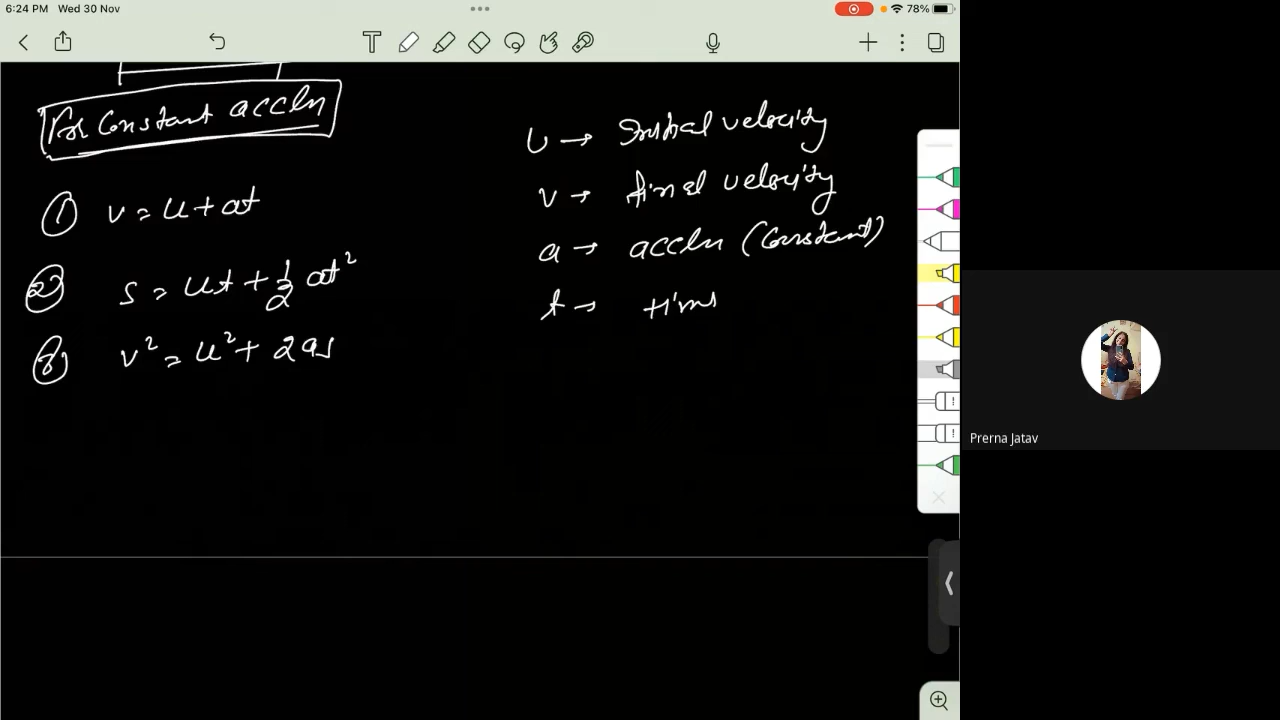 6:24 PM Wed 30 Nov
78%
For Constant accln
① v = u + at
② s = ut + 1/2 at²
③ v² = u² + 2as
u → Initial velocity
v → final velocity
a → accln (Constant)
t → time
Prerna Jatav